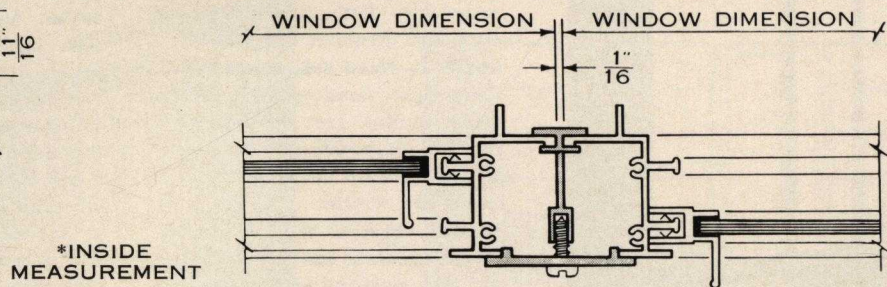 WINDOW DIMENSION WINDOW DIMENSION
11"
16
1"
16
*INSIDE
MEASUREMENT